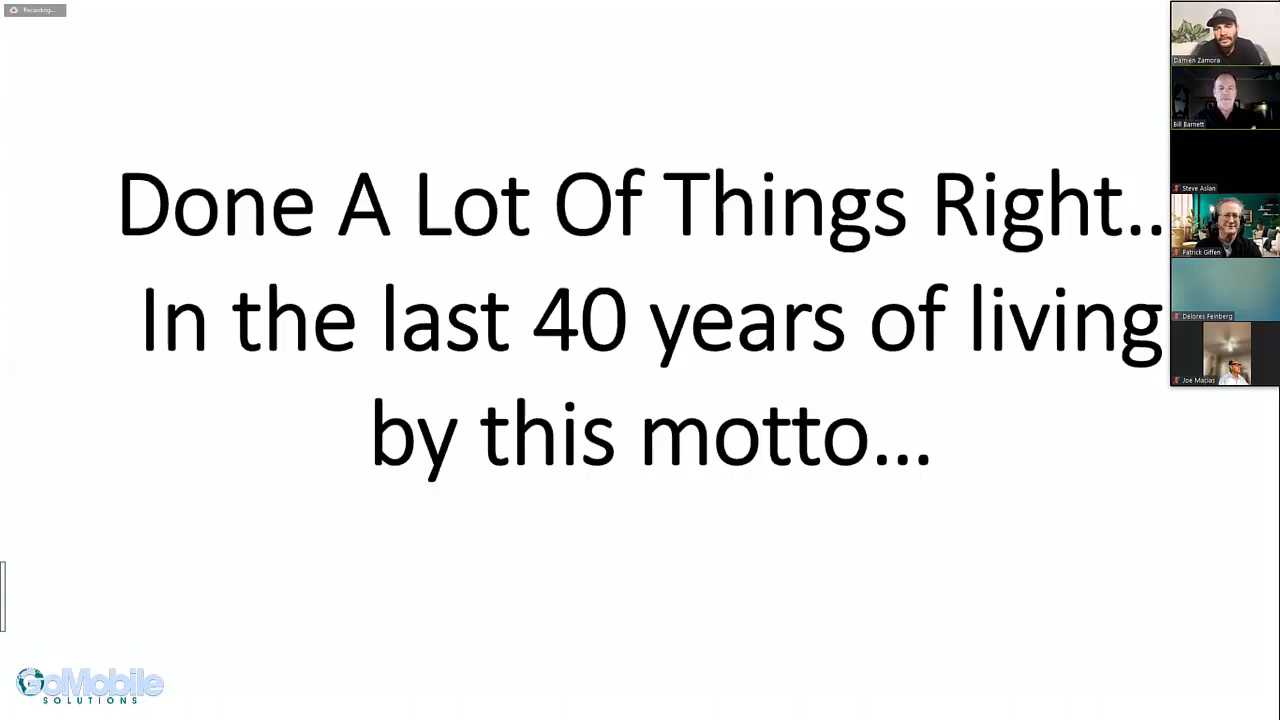 Recording...
Done A Lot Of Things Right..
In the last 40 years of living
by this motto...
Damien Zamora
Bill Barnett
Steve Aslan
Patrick Giffen
Delores Feinberg
Joe Macias
GoMobile
SOLUTIONS